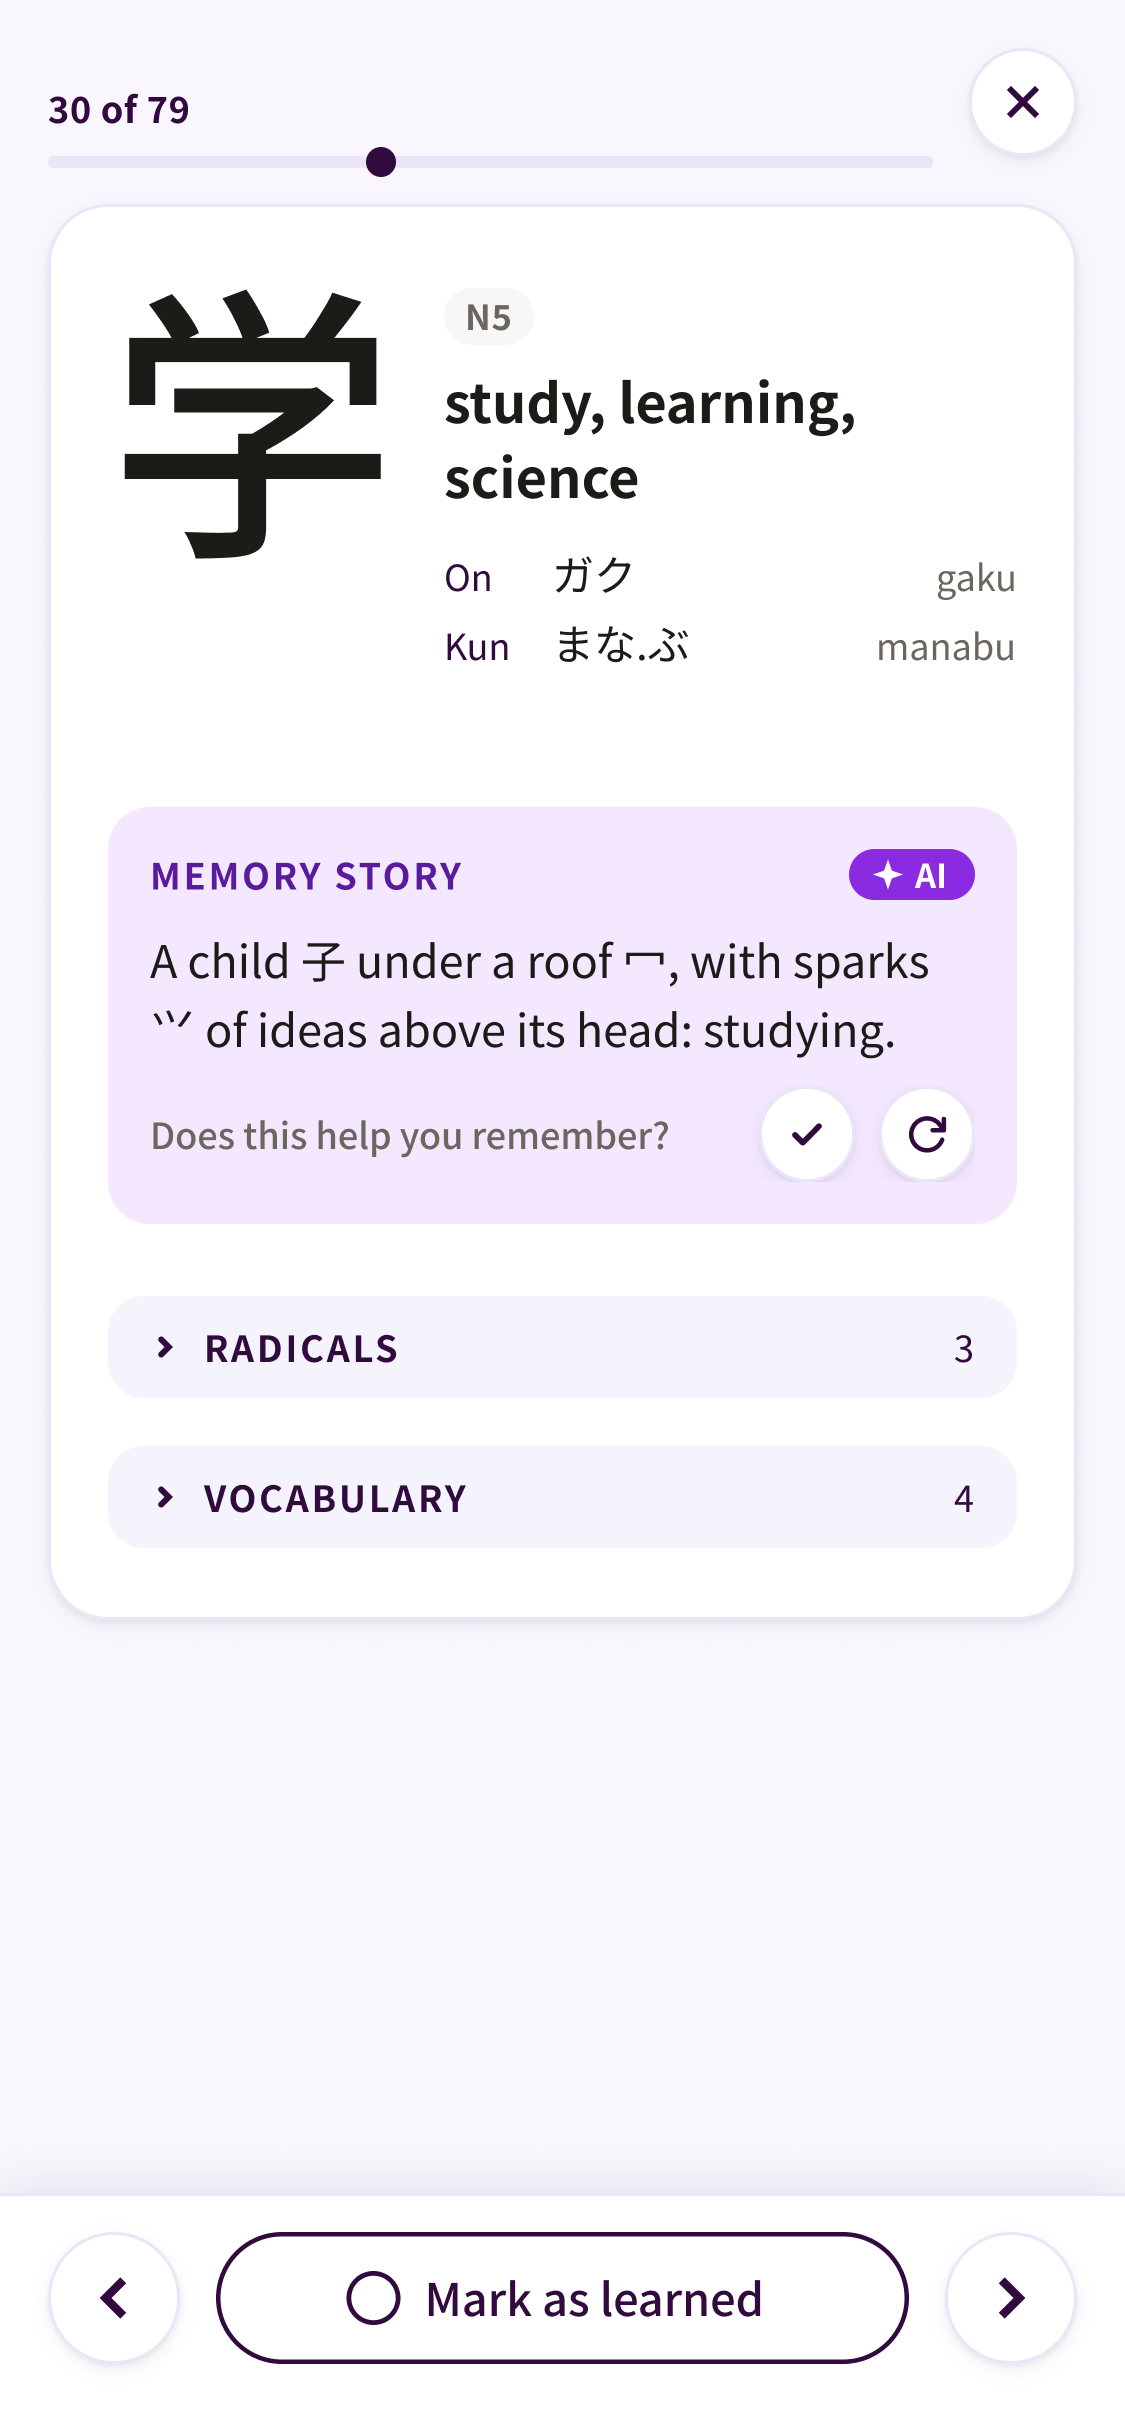 30 of 79
学
N5
study, learning,
science
On ガク gaku
Kun まな.ぶ manabu
MEMORY STORY
AI
A child 子 under a roof 冖, with sparks
⺍ of ideas above its head: studying.
Does this help you remember?
RADICALS 3
VOCABULARY 4
Mark as learned